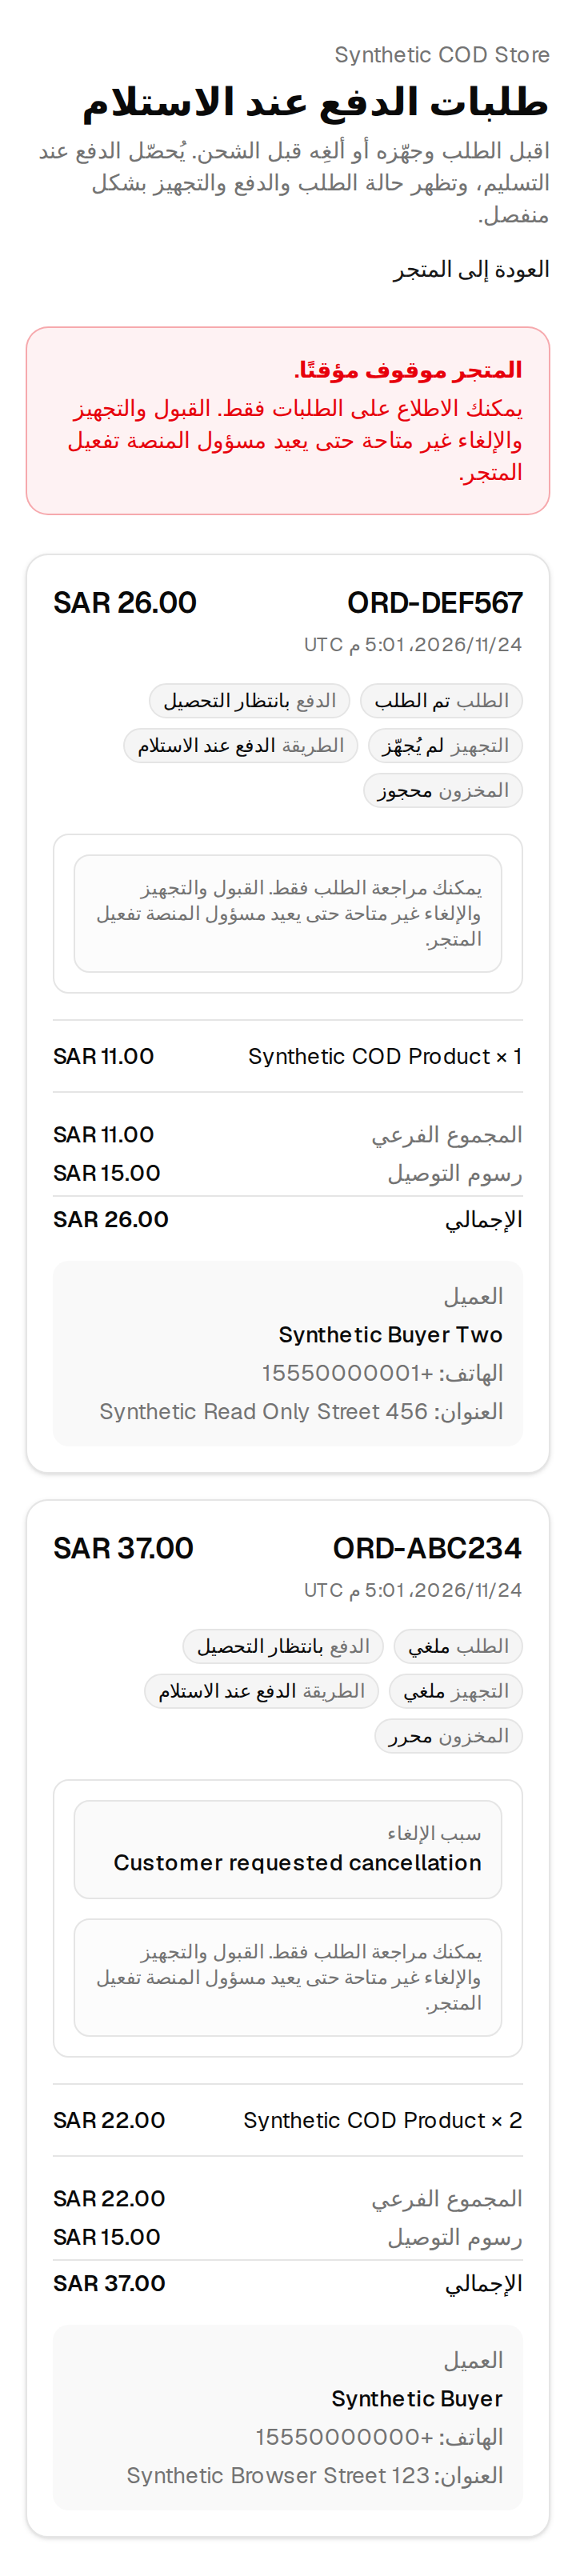 Synthetic COD Store
طلبات الدفع عند الاستلام
اقبل الطلب وجهّزه أو ألغِه قبل الشحن. يُحصّل الدفع عند
التسليم، وتظهر حالة الطلب والدفع والتجهيز بشكل
منفصل.
العودة إلى المتجر
المتجر موقوف مؤقتًا.
يمكنك الاطلاع على الطلبات فقط. القبول والتجهيز
والإلغاء غير متاحة حتى يعيد مسؤول المنصة تفعيل
المتجر.
ORD-DEF567 SAR 26.00
2026/11/24، 5:01 م UTC
الطلب تم الطلب الدفع بانتظار التحصيل
التجهيز لم يُجهّز الطريقة الدفع عند الاستلام
المخزون محجوز
يمكنك مراجعة الطلب فقط. القبول والتجهيز
والإلغاء غير متاحة حتى يعيد مسؤول المنصة تفعيل
المتجر.
Synthetic COD Product × 1 SAR 11.00
المجموع الفرعي SAR 11.00
رسوم التوصيل SAR 15.00
الإجمالي SAR 26.00
العميل
Synthetic Buyer Two
الهاتف: +15550000001
العنوان: Synthetic Read Only Street 456
ORD-ABC234 SAR 37.00
2026/11/24، 5:01 م UTC
الطلب ملغي الدفع بانتظار التحصيل
التجهيز ملغي الطريقة الدفع عند الاستلام
المخزون محرر
سبب الإلغاء
Customer requested cancellation
يمكنك مراجعة الطلب فقط. القبول والتجهيز
والإلغاء غير متاحة حتى يعيد مسؤول المنصة تفعيل
المتجر.
Synthetic COD Product × 2 SAR 22.00
المجموع الفرعي SAR 22.00
رسوم التوصيل SAR 15.00
الإجمالي SAR 37.00
العميل
Synthetic Buyer
الهاتف: +15550000000
العنوان: Synthetic Browser Street 123